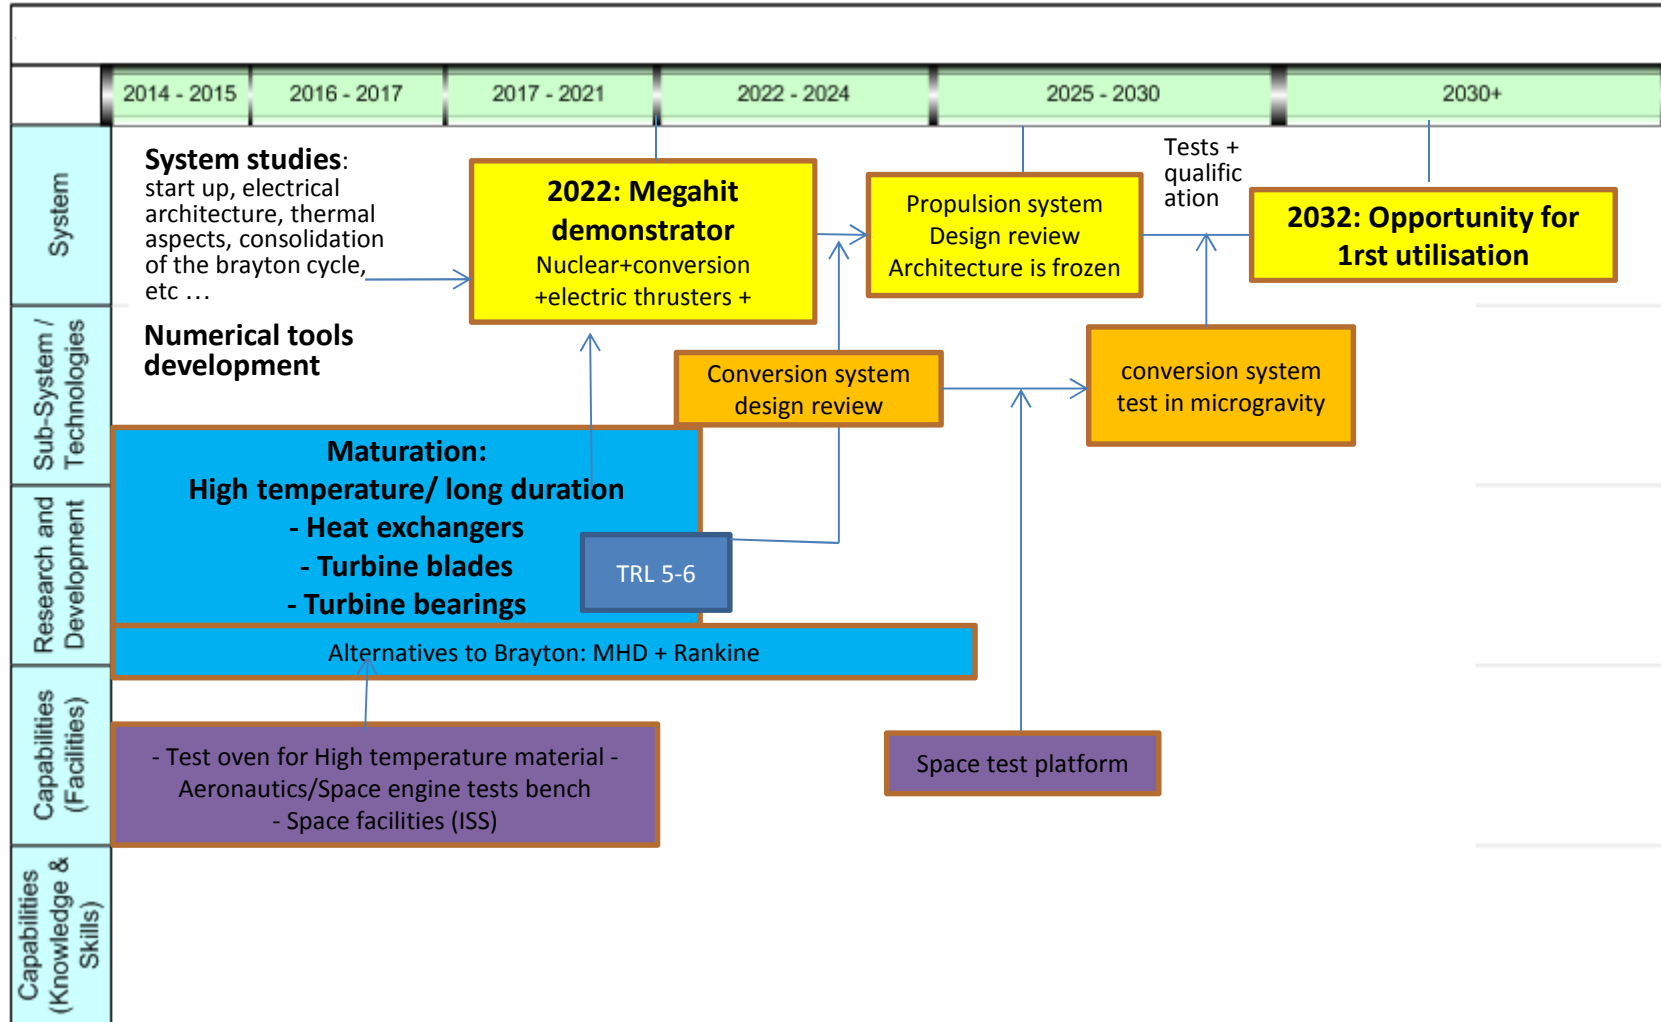 2014 - 2015
2016 - 2017
2017 - 2021
2022 - 2024
2025 - 2030
2030+
System
System studies:
start up, electrical
architecture, thermal
aspects, consolidation
of the brayton cycle,
etc …
Numerical tools
development
2022: Megahit
demonstrator
Nuclear+conversion
+electric thrusters +
Propulsion system
Design review
Architecture is frozen
Tests +
qualific
ation
2032: Opportunity for
1rst utilisation
Sub-System /
Technologies
Conversion system
design review
conversion system
test in microgravity
Research and
Development
Maturation:
High temperature/ long duration
- Heat exchangers
- Turbine blades
- Turbine bearings
TRL 5-6
Alternatives to Brayton: MHD + Rankine
Capabilities
(Facilities)
- Test oven for High temperature material -
Aeronautics/Space engine tests bench
- Space facilities (ISS)
Space test platform
Capabilities
(Knowledge &
Skills)